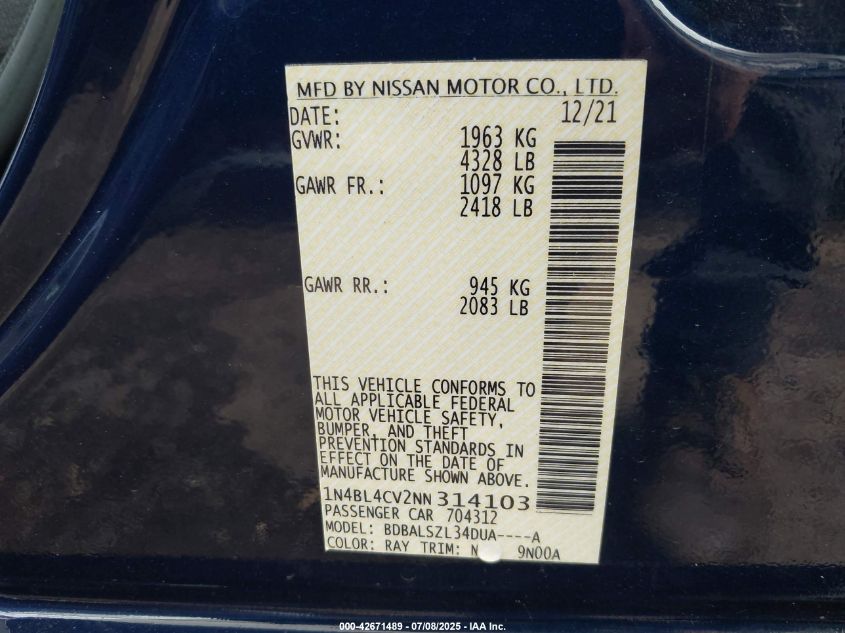 MFD BY NISSAN MOTOR CO., LTD.
DATE: 12/21
GVWR: 1963 KG
4328 LB
GAWR FR.: 1097 KG
2418 LB
GAWR RR.: 945 KG
2083 LB
THIS VEHICLE CONFORMS TO
ALL APPLICABLE FEDERAL
MOTOR VEHICLE SAFETY,
BUMPER, AND THEFT
PREVENTION STANDARDS IN
EFFECT ON THE DATE OF
MANUFACTURE SHOWN ABOVE.
1N4BL4CV2NN314103
PASSENGER CAR 704312
MODEL: BDBALSZL34DUA----A
COLOR: RAY TRIM: N 9N00A
000-42671489 - 07/08/2025 - IAA Inc.